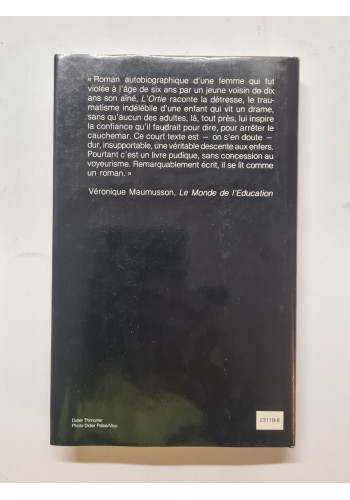 « Roman autobiographique d'une femme qui fut
violée à l'âge de six ans par un jeune voisin de dix
ans son aîné, L'Ortie raconte la détresse, le trau-
matisme indélébile d'une enfant qui vit un drame,
sans qu'aucun des adultes, là, tout près, lui inspire
la confiance qu'il faudrait pour dire, pour arrêter le
cauchemar. Ce court texte est — on s'en doute —
dur, insupportable, une véritable descente aux enfers.
Pourtant c'est un livre pudique, sans concession au
voyeurisme. Remarquablement écrit, il se lit comme
un roman. »
Véronique Maumusson, Le Monde de l'Education
Didier Thimonier
Photo Didier